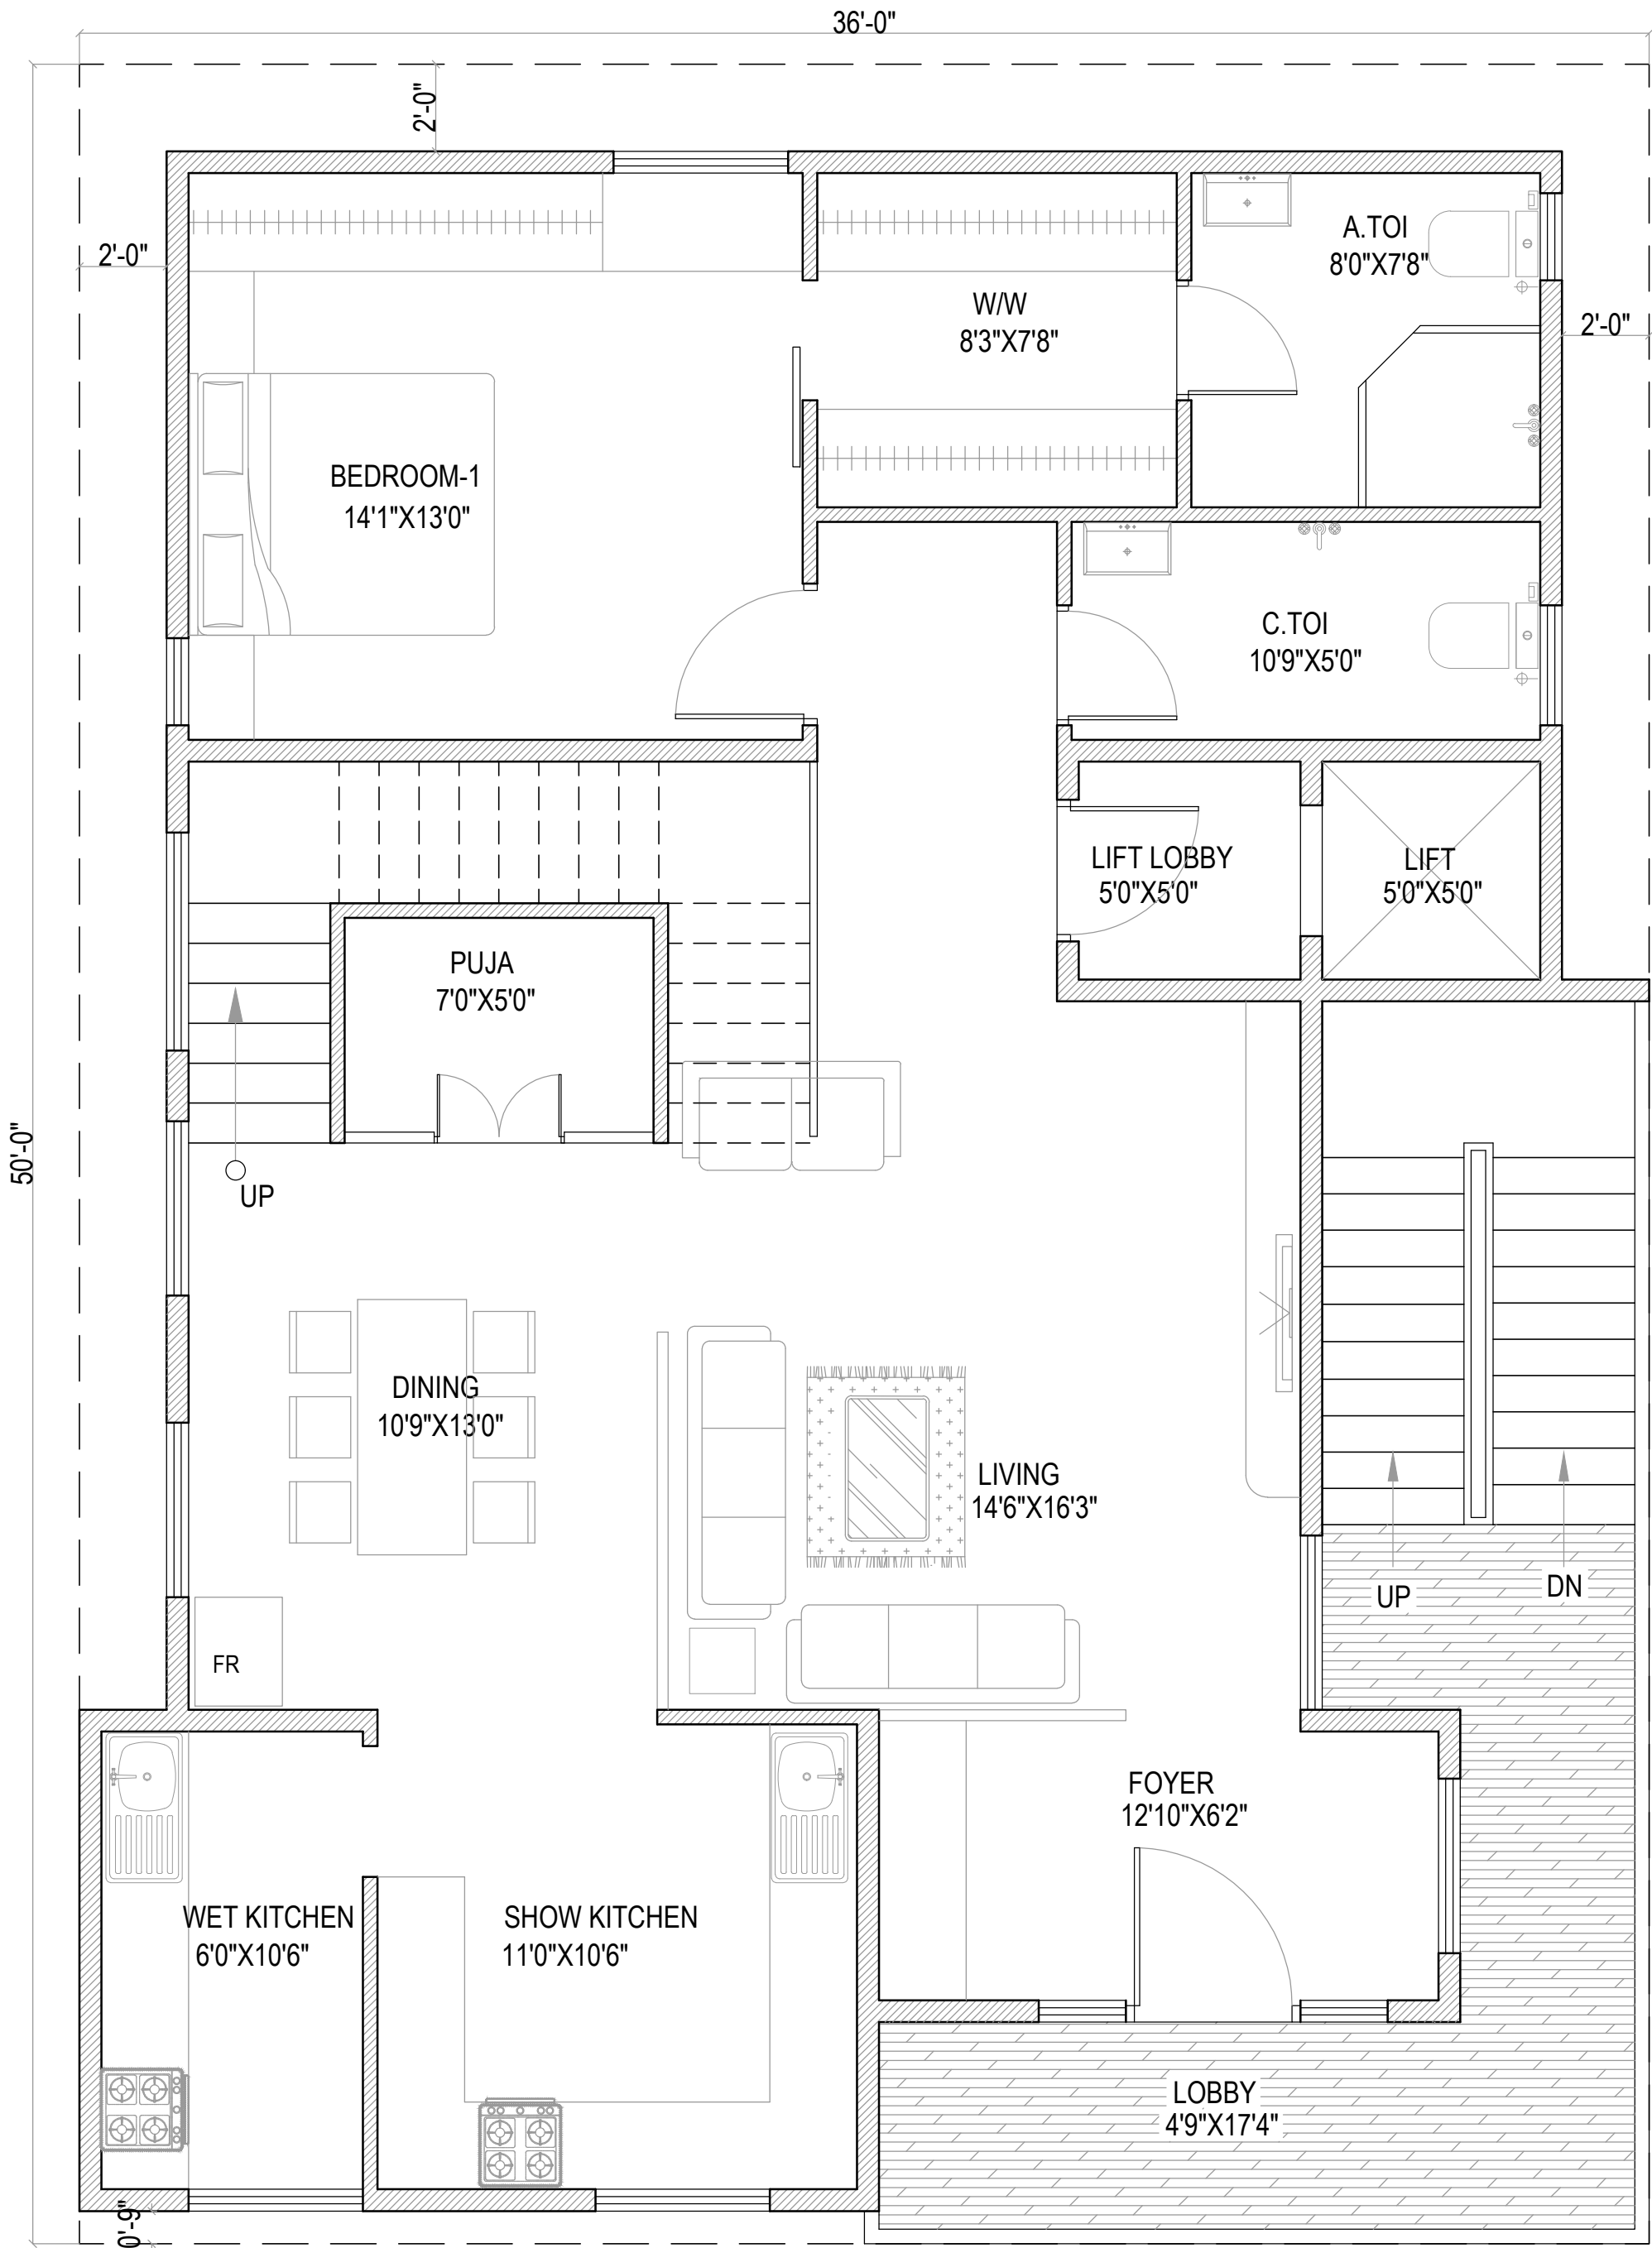 36'-0"
2'-0"
2'-0"
A.TOI
8'0"X7'8"
W/W
8'3"X7'8"
2'-0"
BEDROOM-1
14'1"X13'0"
C.TOI
10'9"X5'0"
LIFT LOBBY
5'0"X5'0"
LIFT
5'0"X5'0"
PUJA
7'0"X5'0"
50'-0"
UP
DINING
10'9"X13'0"
LIVING
14'6"X16'3"
UP
DN
FR
FOYER
12'10"X6'2"
WET KITCHEN
6'0"X10'6"
SHOW KITCHEN
11'0"X10'6"
LOBBY
4'9"X17'4"
0'-9"